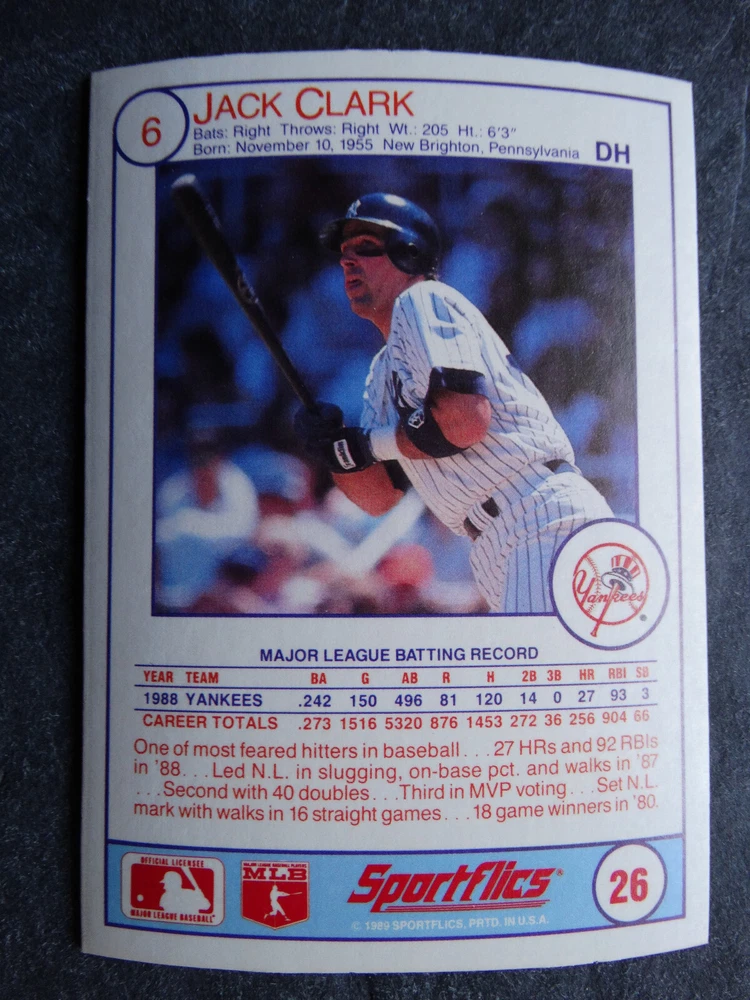 6 JACK CLARK
Bats: Right Throws: Right Wt.: 205 Ht.: 6'3"
Born: November 10, 1955 New Brighton, Pennsylvania DH
Yankees
MAJOR LEAGUE BATTING RECORD
YEAR TEAM BA G AB R H 2B 3B HR RBI SB
1988 YANKEES .242 150 496 81 120 14 0 27 93 3
CAREER TOTALS .273 1516 5320 876 1453 272 36 256 904 66
One of most feared hitters in baseball...27 HRs and 92 RBIs
in '88...Led N.L. in slugging, on-base pct. and walks in '87
...Second with 40 doubles...Third in MVP voting...Set N.L.
mark with walks in 16 straight games...18 game winners in '80.
OFFICIAL LICENSEE
MAJOR LEAGUE BASEBALL
MAJOR LEAGUE BASEBALL PLAYERS
MLB
Sportflics®
© 1989 SPORTFLICS, PRTD. IN U.S.A.
26